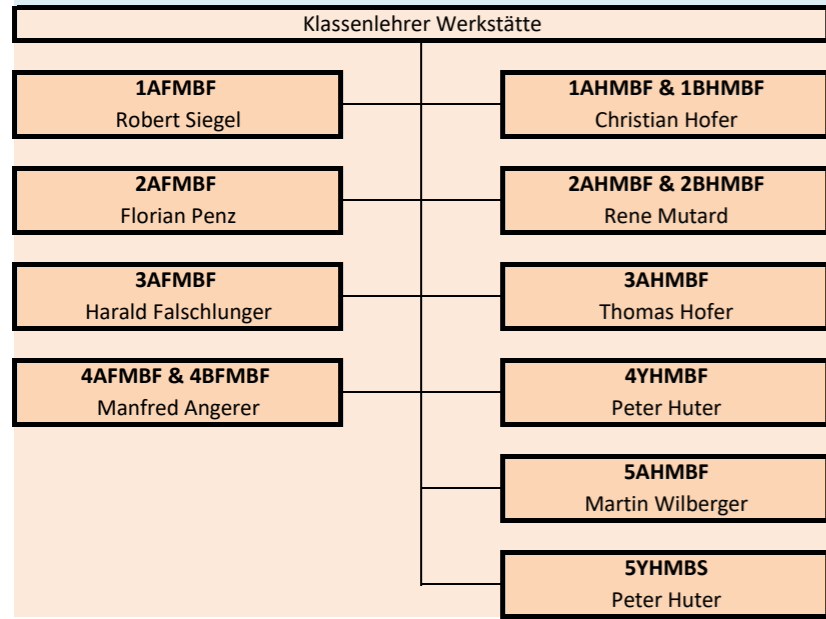 Klassenlehrer Werkstätte
1AFMBF
Robert Siegel
1AHMBF & 1BHMBF
Christian Hofer
2AFMBF
Florian Penz
2AHMBF & 2BHMBF
Rene Mutard
3AFMBF
Harald Falschlunger
3AHMBF
Thomas Hofer
4AFMBF & 4BFMBF
Manfred Angerer
4YHMBF
Peter Huter
5AHMBF
Martin Wilberger
5YHMBS
Peter Huter